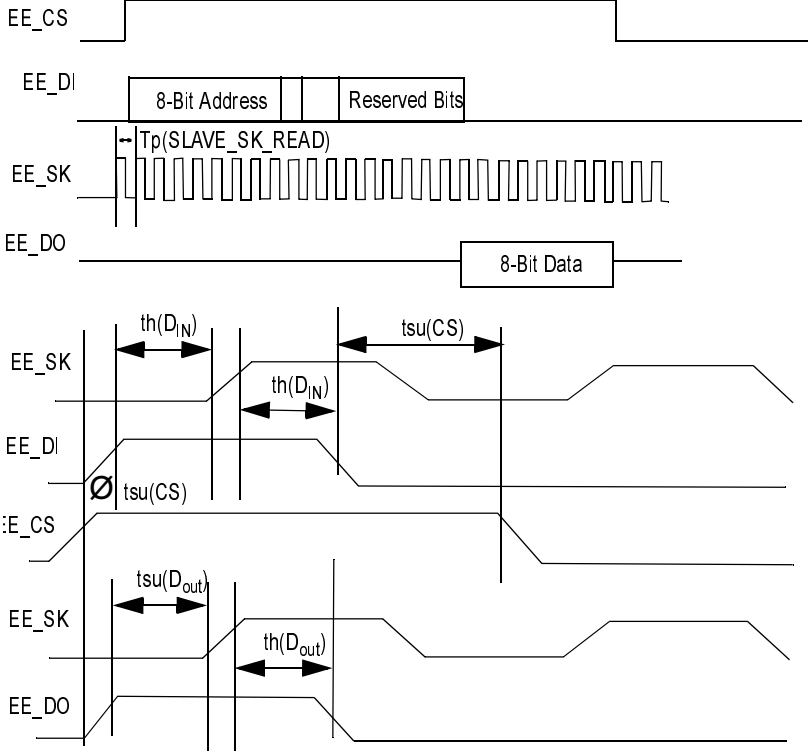 EE_CS
EE_DI
8-Bit Address
Reserved Bits
Tp(SLAVE_SK_READ)
EE_SK
EE_DO
8-Bit Data
th(DIN)
tsu(CS)
EE_SK
th(DIN)
EE_DI
Ø tsu(CS)
EE_CS
tsu(Dout)
EE_SK
th(Dout)
EE_DO